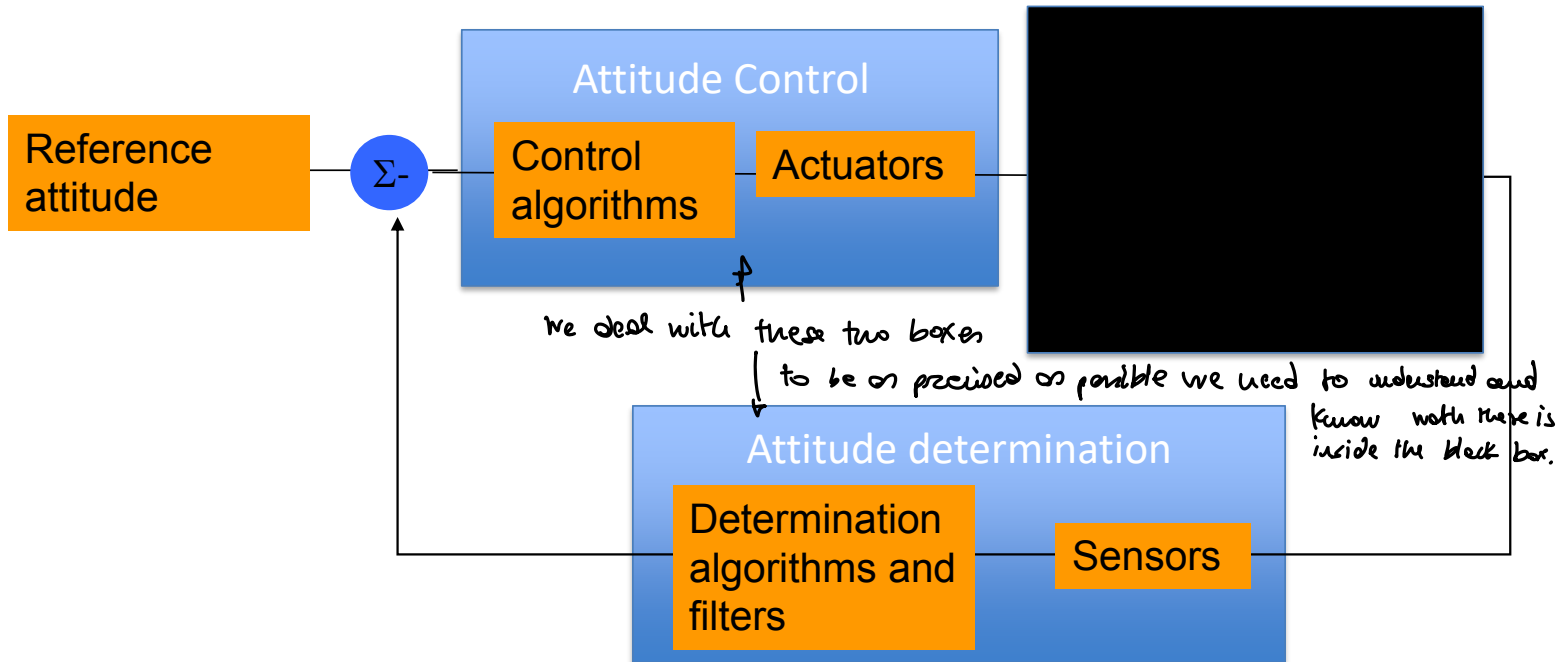 Attitude Control
Reference
attitude
Σ-
Control
algorithms
Actuators
we deal with these two boxes
to be as precised as possible we need to understand and
know wath there is
inside the black box.
Attitude determination
Determination
algorithms and
filters
Sensors